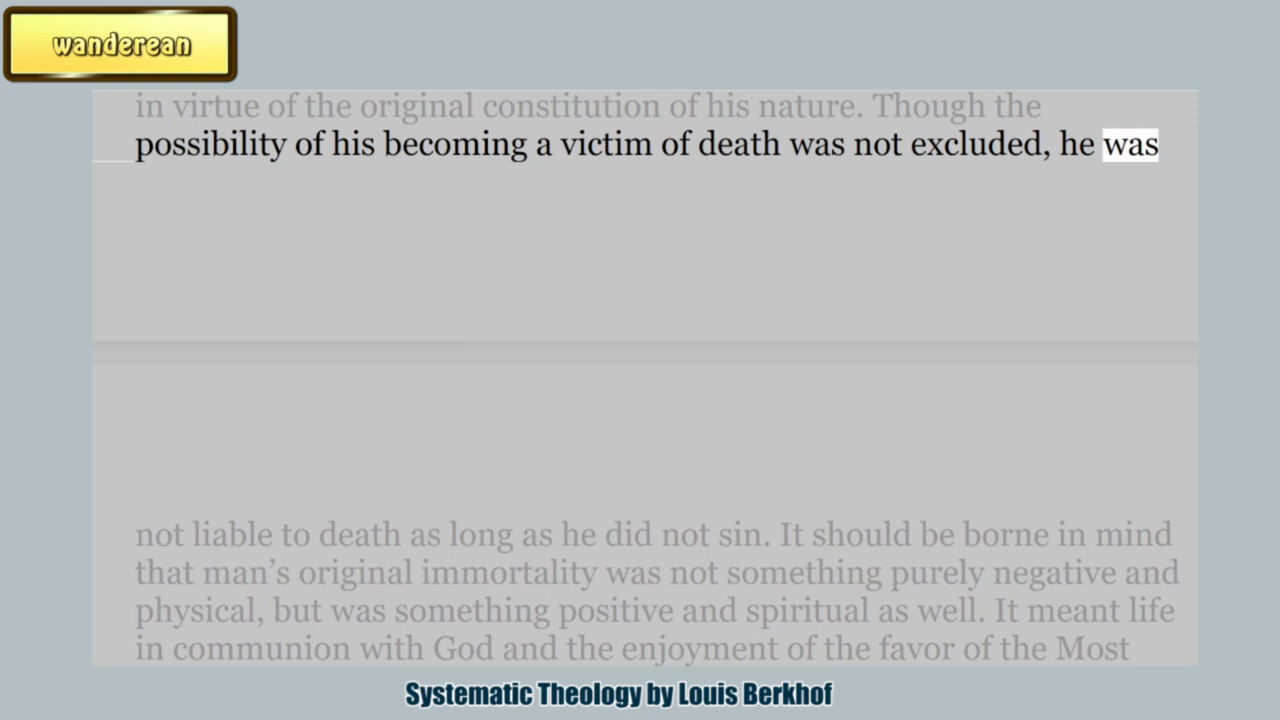 wanderean
in virtue of the original constitution of his nature. Though the
possibility of his becoming a victim of death was not excluded, he was
not liable to death as long as he did not sin. It should be borne in mind
that man’s original immortality was not something purely negative and
physical, but was something positive and spiritual as well. It meant life
in communion with God and the enjoyment of the favor of the Most
Systematic Theology by Louis Berkhof